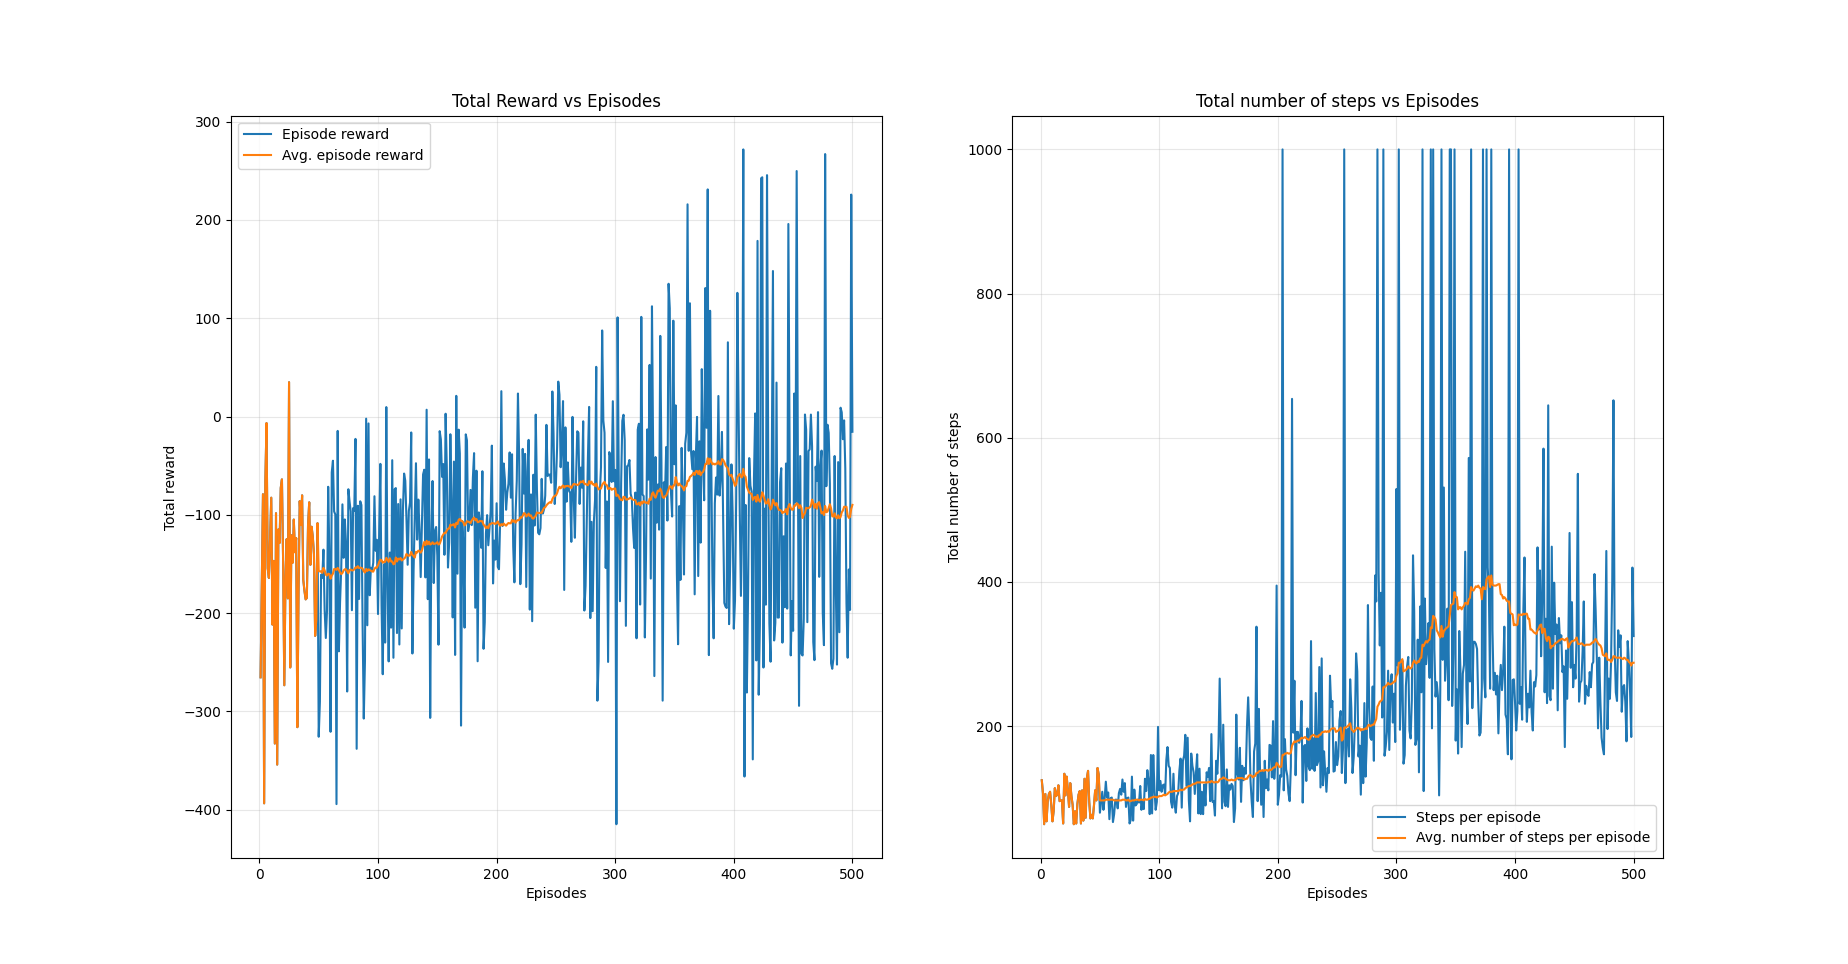 Total Reward vs Episodes
300
200
100
0
−100
−200
−300
−400
Total reward
Episode reward
Avg. episode reward
0 100 200 300 400 500
Episodes
Total number of steps vs Episodes
1000
800
600
400
200
Total number of steps
Steps per episode
Avg. number of steps per episode
0 100 200 300 400 500
Episodes